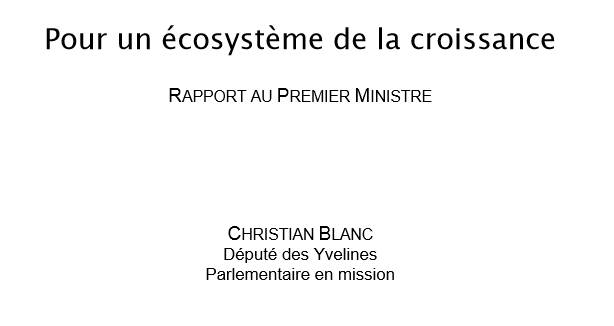 Pour un écosystème de la croissance
RAPPORT AU PREMIER MINISTRE
CHRISTIAN BLANC
Député des Yvelines
Parlementaire en mission